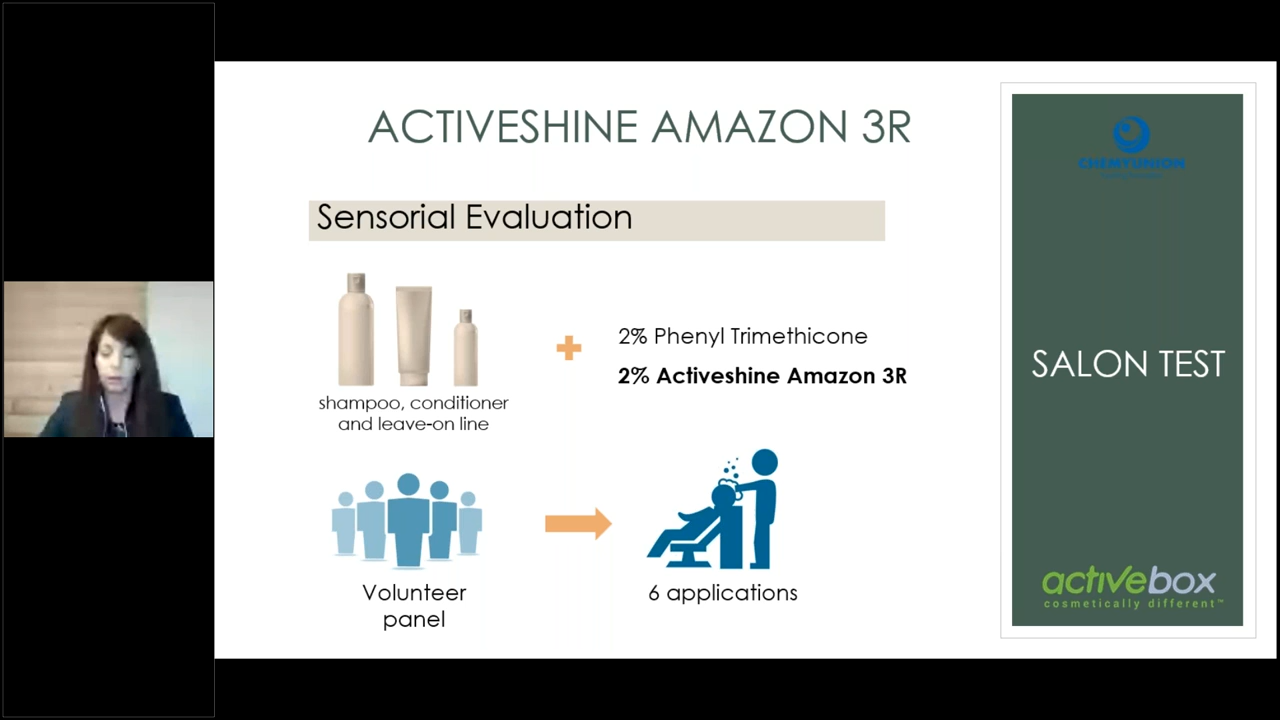 ACTIVESHINE AMAZON 3R
Sensorial Evaluation
2% Phenyl Trimethicone
2% Activeshine Amazon 3R
shampoo, conditioner
and leave-on line
Volunteer
panel
6 applications
CHEMYUNION
SALON TEST
activebox
cosmetically different™